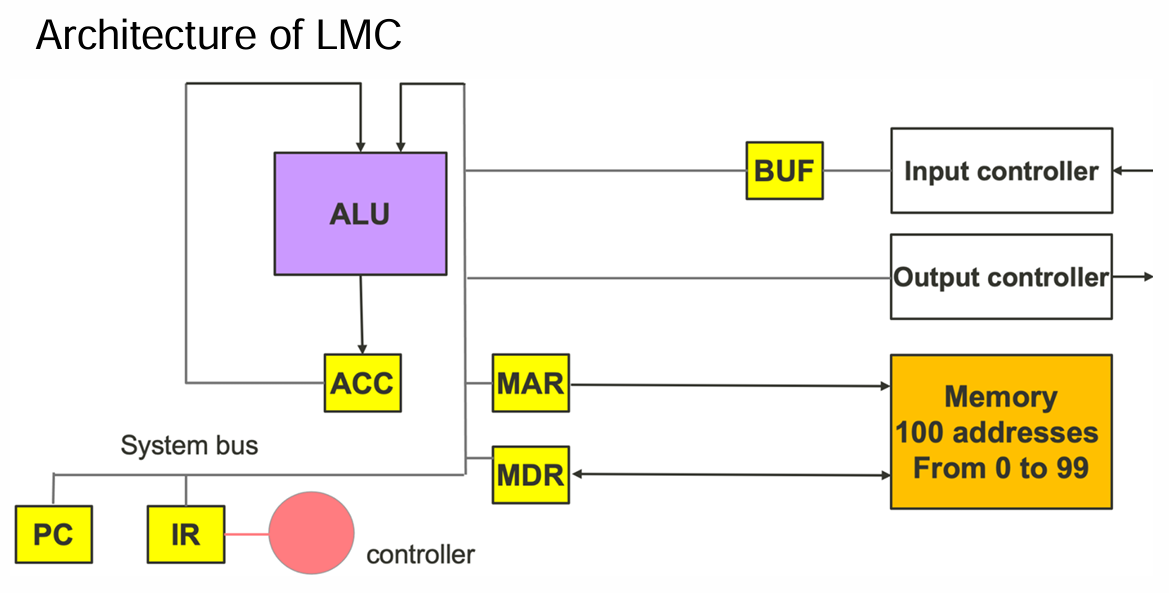 Architecture of LMC
ALU
BUF
Input controller
Output controller
ACC
MAR
Memory
100 addresses
From 0 to 99
System bus
MDR
PC
IR
controller